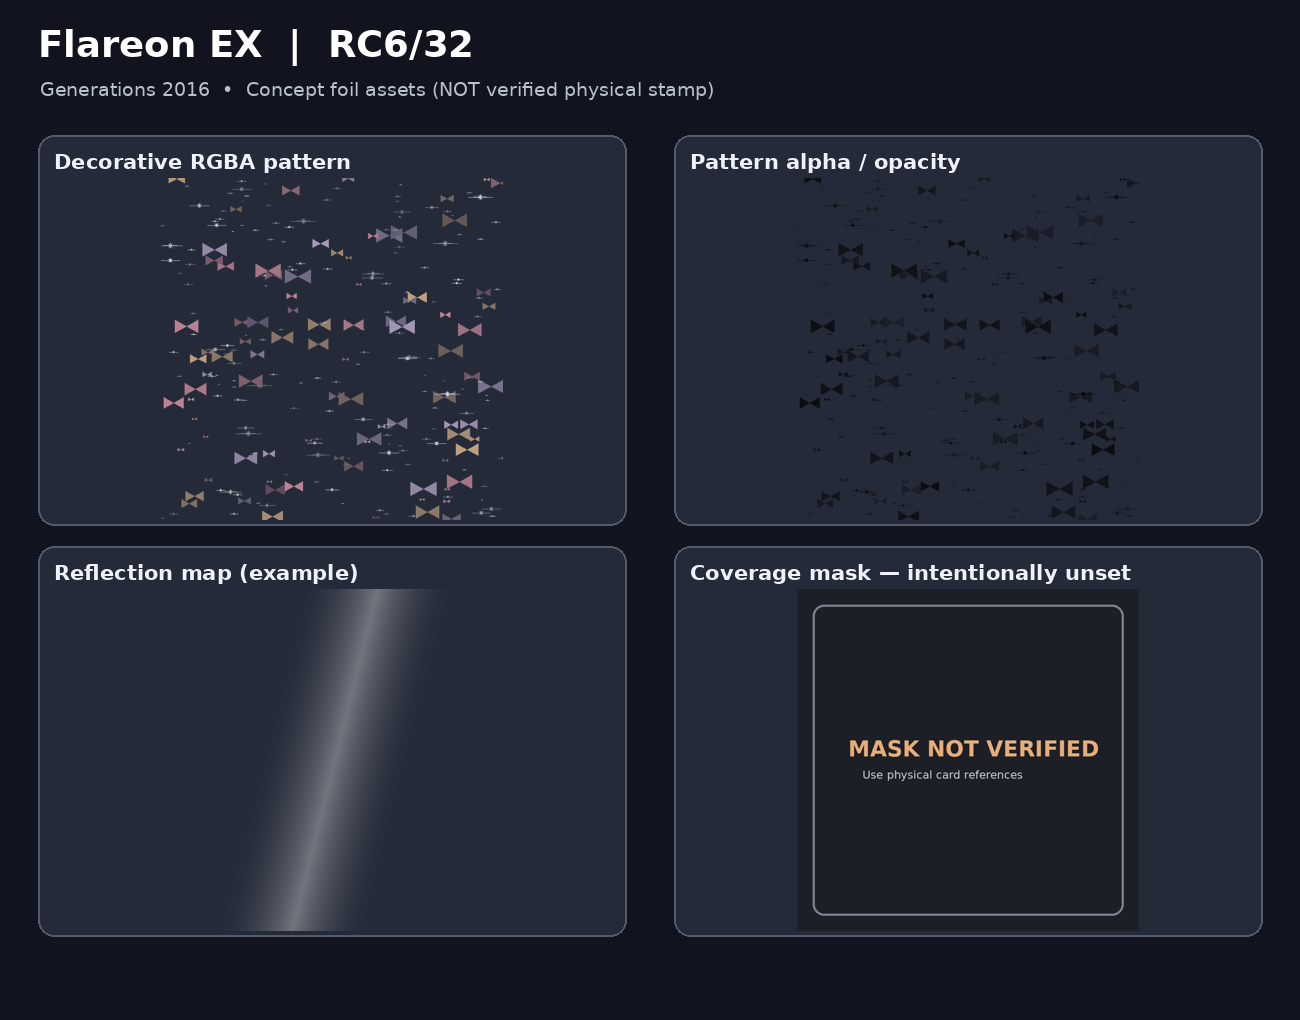 Flareon EX | RC6/32
Generations 2016 • Concept foil assets (NOT verified physical stamp)
Decorative RGBA pattern
Pattern alpha / opacity
Reflection map (example)
Coverage mask — intentionally unset
MASK NOT VERIFIED
Use physical card references